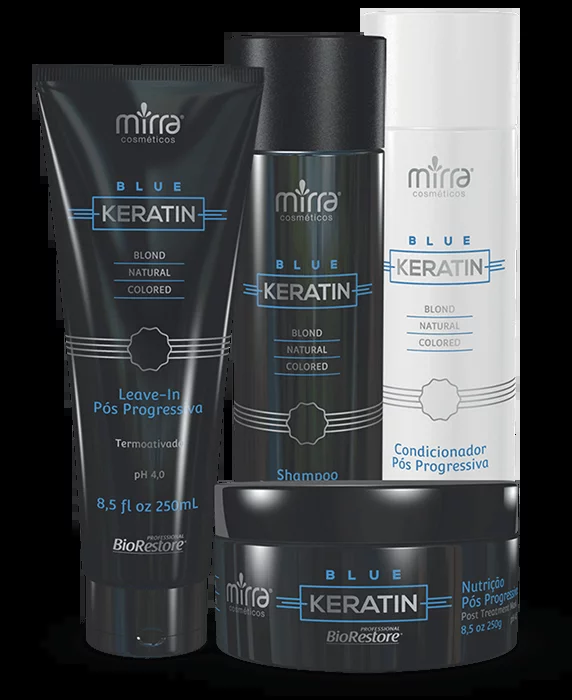 mirra®
cosméticos
BLUE
KERATIN
BLOND
NATURAL
COLORED
Leave-In
Pós Progressiva
Termoativado
pH 4,0
8,5 fl oz 250mL
PROFESSIONAL
BioRestore®
mirra®
cosméticos
BLUE
KERATIN
BLOND
NATURAL
COLORED
Shampoo
mirra®
cosméticos
BLUE
KERATIN
BLOND
NATURAL
COLORED
Condicionador
Pós Progressiva
mirra®
cosméticos
BLUE
KERATIN
PROFESSIONAL
BioRestore®
Nutrição
Pós Progressiva
Post Treatment
8,5 oz 250g